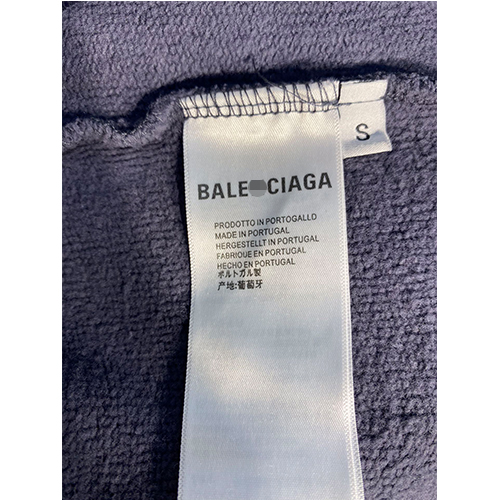 S
BALE CIAGA
PRODOTTO IN PORTOGALLO
MADE IN PORTUGAL
HERGESTELLT IN PORTUGAL
FABRIQUE EN PORTUGAL
HECHO EN PORTUGAL
ポルトガル製
产地:葡萄牙